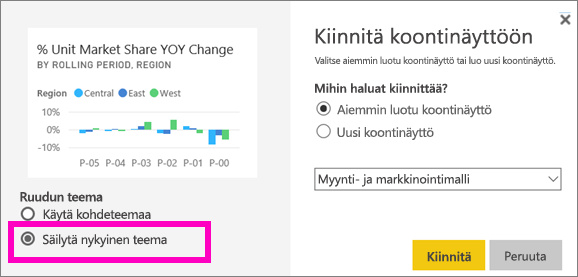 % Unit Market Share YOY Change
BY ROLLING PERIOD, REGION
Region Central East West
10%
0%
-10%
P-05 P-04 P-03 P-02 P-01 P-00
Ruudun teema
Käytä kohdeteemaa
Säilytä nykyinen teema
Kiinnitä koontinäyttöön
Valitse aiemmin luotu koontinäyttö tai luo uusi koontinäyttö.
Mihin haluat kiinnittää?
Aiemmin luotu koontinäyttö
Uusi koontinäyttö
Myynti- ja markkinointimalli
Kiinnitä Peruuta